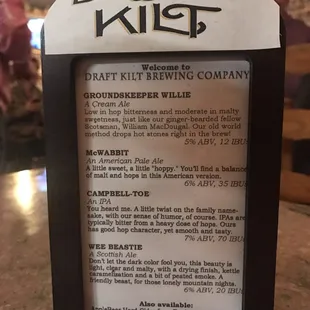 KILT
Welcome to
DRAFT KILT BREWING COMPANY
GROUNDSKEEPER WILLIE
A Cream Ale
Low in hop bitterness and moderate in malty
sweetness, just like our ginger-bearded fellow
Scotsman, William MacDougal. Our old world
method drops hot stones right in the brew!
5% ABV, 12 IBU
McWABBIT
An American Pale Ale
A little sweet, a little "hoppy." You'll find a balance
of malt and hops in this American version.
6% ABV, 35 IBU
CAMPBELL-TOE
An IPA
You heard me. A little twist on the family name-
sake, with our sense of humor, of course. IPAs are
typically bitter from a heavy dose of hops. Ours
has good hop character, yet smooth and tasty.
7% ABV, 70 IBU
WEE BEASTIE
A Scottish Ale
Don't let the dark color fool you, this beauty is
light, clear and malty, with a drying finish, kettle
caramelisation and a bit of peated smoke. A
friendly beast, for those lonely mountain nights.
6% ABV, 20 IBU
Also available: